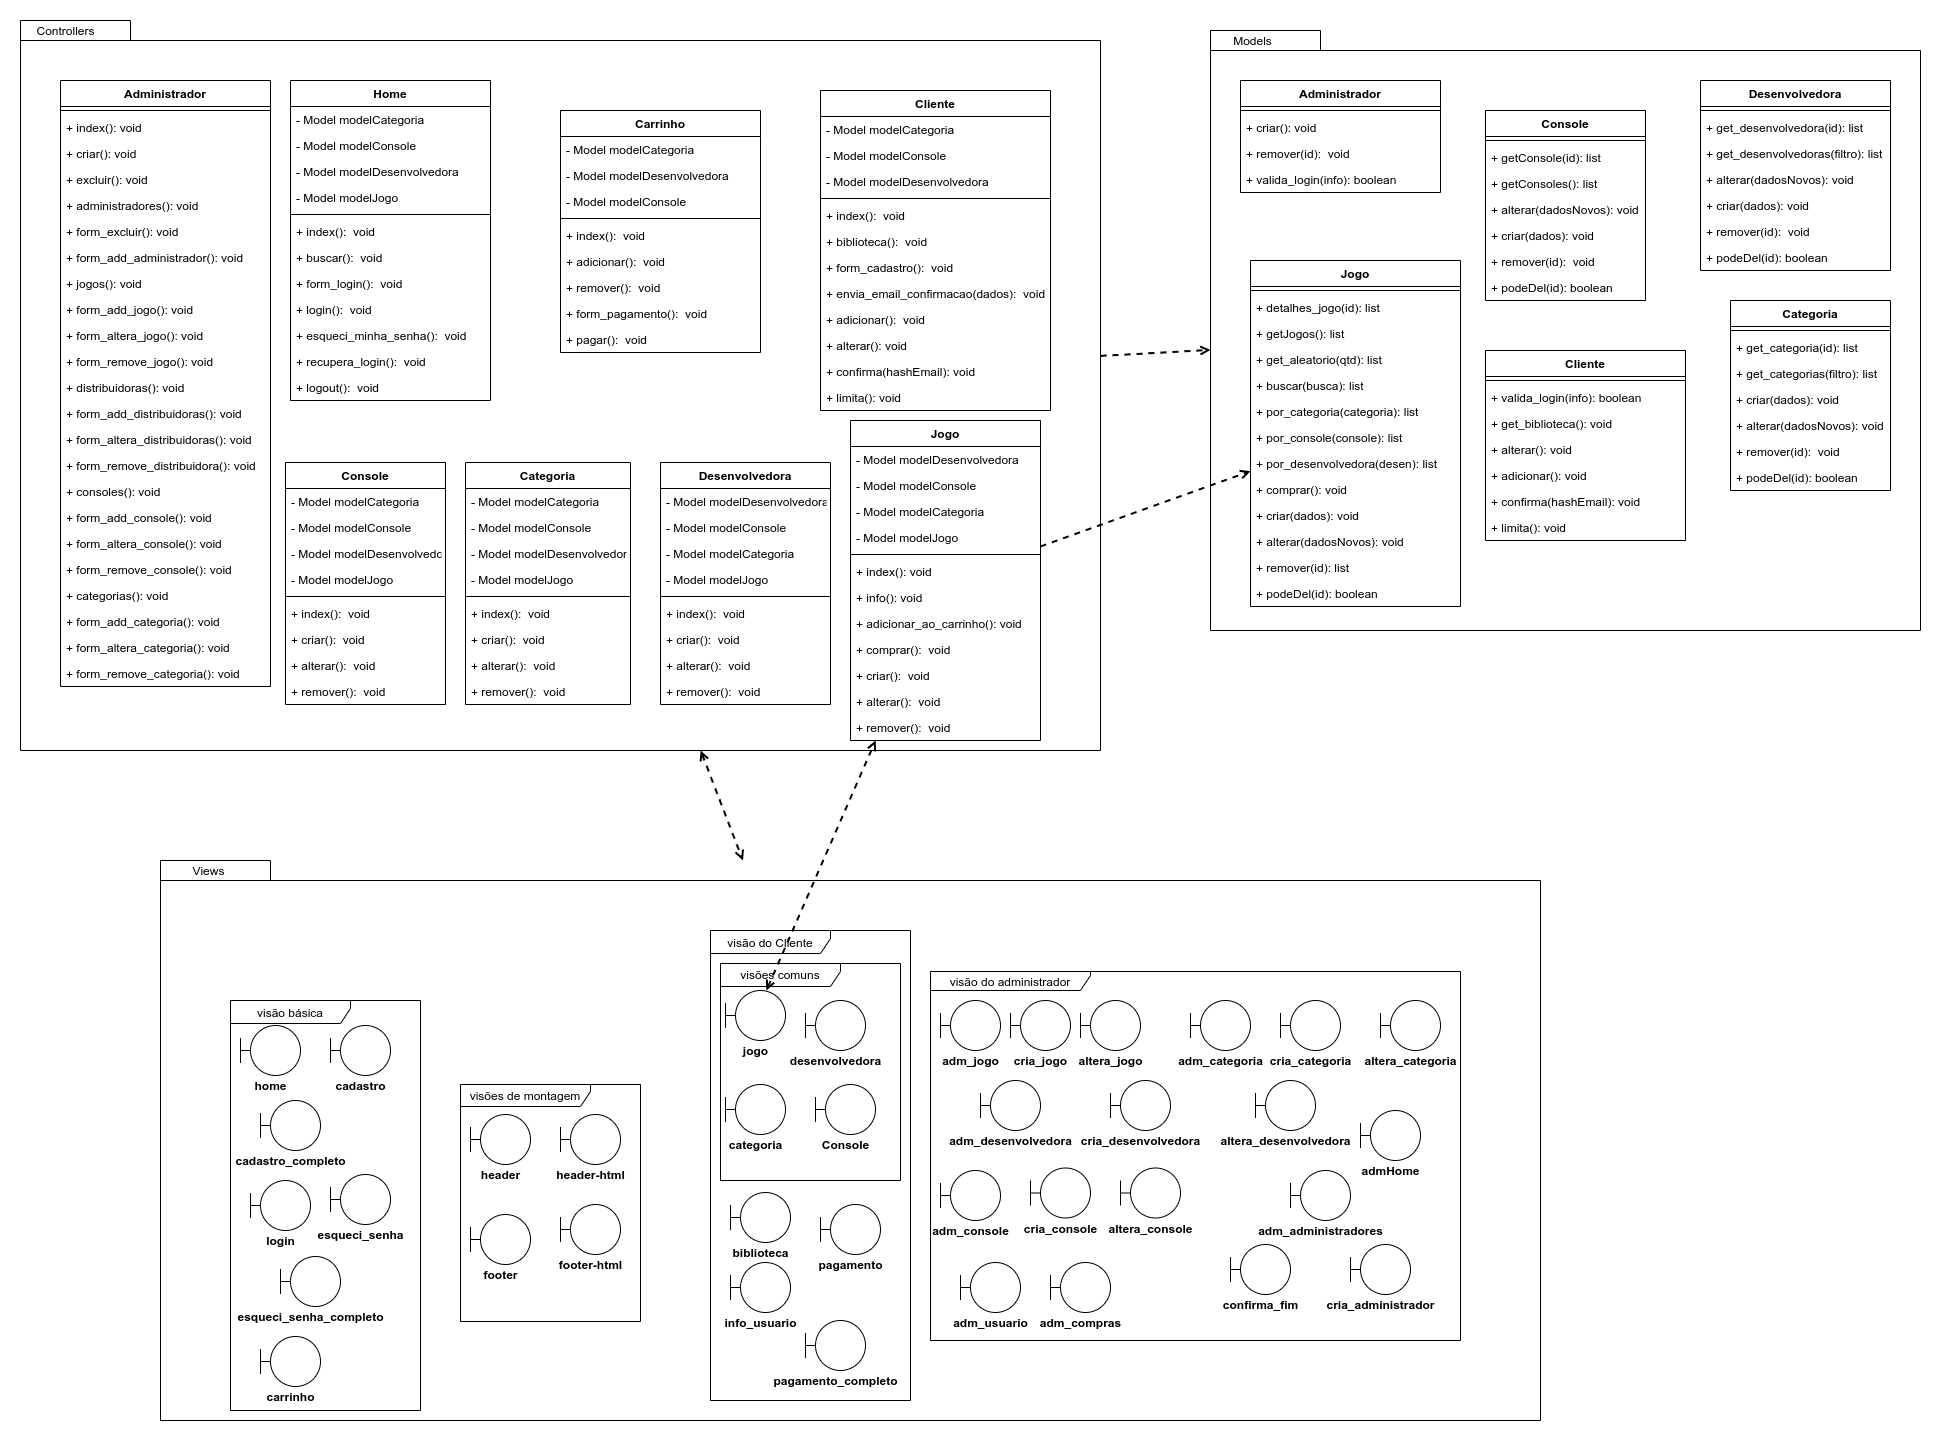 Controllers
Administrador
+ index(): void
+ criar(): void
+ excluir(): void
+ administradores(): void
+ form_excluir(): void
+ form_add_administrador(): void
+ jogos(): void
+ form_add_jogo(): void
+ form_altera_jogo(): void
+ form_remove_jogo(): void
+ distribuidoras(): void
+ form_add_distribuidoras(): void
+ form_altera_distribuidoras(): void
+ form_remove_distribuidora(): void
+ consoles(): void
+ form_add_console(): void
+ form_altera_console(): void
+ form_remove_console(): void
+ categorias(): void
+ form_add_categoria(): void
+ form_altera_categoria(): void
+ form_remove_categoria(): void
Home
- Model modelCategoria
- Model modelConsole
- Model modelDesenvolvedora
- Model modelJogo
+ index():  void
+ buscar():  void
+ form_login():  void
+ login():  void
+ esqueci_minha_senha():  void
+ recupera_login():  void
+ logout():  void
Carrinho
- Model modelCategoria
- Model modelDesenvolvedora
- Model modelConsole
+ index():  void
+ adicionar():  void
+ remover():  void
+ form_pagamento():  void
+ pagar():  void
Cliente
- Model modelCategoria
- Model modelConsole
- Model modelDesenvolvedora
+ index():  void
+ biblioteca():  void
+ form_cadastro():  void
+ envia_email_confirmacao(dados):  void
+ adicionar(): void
+ alterar(): void
+ confirma(hashEmail): void
+ limita(): void
Console
- Model modelCategoria
- Model modelConsole
- Model modelDesenvolvedc
- Model modelJogo
+ index():  void
+ criar():  void
+ alterar():  void
+ remover():  void
Categoria
- Model modelCategoria
- Model modelConsole
- Model modelDesenvolvedor
- Model modelJogo
+ index():  void
+ criar():  void
+ alterar():  void
+ remover():  void
Desenvolvedora
- Model modelDesenvolvedora
- Model modelConsole
- Model modelCategoria
- Model modelJogo
+ index():  void
+ criar():  void
+ alterar():  void
+ remover():  void
Jogo
- Model modelDesenvolvedora
- Model modelConsole
- Model modelCategoria
- Model modelJogo
+ index(): void
+ info(): void
+ adicionar_ao_carrinho(): void
+ comprar():  void
+ criar():  void
+ alterar():  void
+ remover():  void
Models
Administrador
+ criar(): void
+ remover(id):  void
+ valida_login(info): boolean
Console
+ getConsole(id): list
+ getConsoles(): list
+ alterar(dadosNovos): void
+ criar(dados): void
+ remover(id):  void
+ podeDel(id): boolean
Desenvolvedora
+ get_desenvolvedora(id): list
+ get_desenvolvedoras(filtro): list
+ alterar(dadosNovos): void
+ criar(dados): void
+ remover(id):  void
+ podeDel(id): boolean
Jogo
+ detalhes_jogo(id): list
+ getJogos(): list
+ get_aleatorio(qtd): list
+ buscar(busca): list
+ por_categoria(categoria): list
+ por_console(console): list
+ por_desenvolvedora(desen): list
+ comprar(): void
+ criar(dados): void
+ alterar(dadosNovos): void
+ remover(id): list
+ podeDel(id): boolean
Cliente
+ valida_login(info): boolean
+ get_biblioteca(): void
+ alterar(): void
+ adicionar(): void
+ confirma(hashEmail): void
+ limita(): void
Categoria
+ get_categoria(id): list
+ get_categorias(filtro): list
+ criar(dados): void
+ alterar(dadosNovos): void
+ remover(id):  void
+ podeDel(id): boolean
Views
visão básica
home
cadastro
cadastro_completo
login
esqueci_senha
esqueci_senha_completo
carrinho
visões de montagem
header
header-html
footer
footer-html
visão do Cliente
visões comuns
jogo
desenvolvedora
categoria
Console
biblioteca
pagamento
info_usuario
pagamento_completo
visão do administrador
adm_jogo
cria_jogo
altera_jogo
adm_categoria
cria_categoria
altera_categoria
adm_desenvolvedora
cria_desenvolvedora
altera_desenvolvedora
admHome
adm_console
cria_console
altera_console
adm_administradores
adm_usuario
adm_compras
confirma_fim
cria_administrador